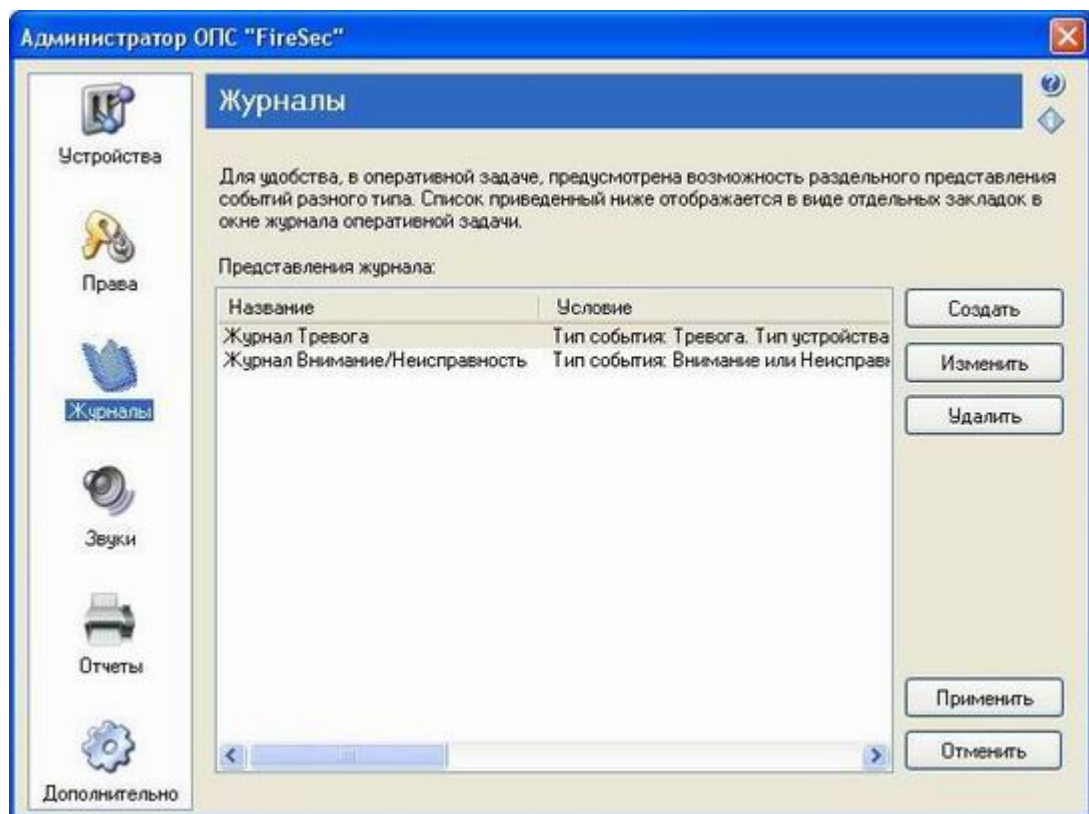 Администратор ОПС "FireSec"
Устройства
Права
Журналы
Звуки
Отчеты
Дополнительно
Журналы
Для удобства, в оперативной задаче, предусмотрена возможность раздельного представления
событий разного типа. Список приведенный ниже отображается в виде отдельных закладок в
окне журнала оперативной задачи.
Представления журнала:
Название Условие
Журнал Тревога Тип события: Тревога. Тип устройства
Журнал Внимание/Неисправность Тип события: Внимание или Неисправн
Создать
Изменить
Удалить
Применить
Отменить